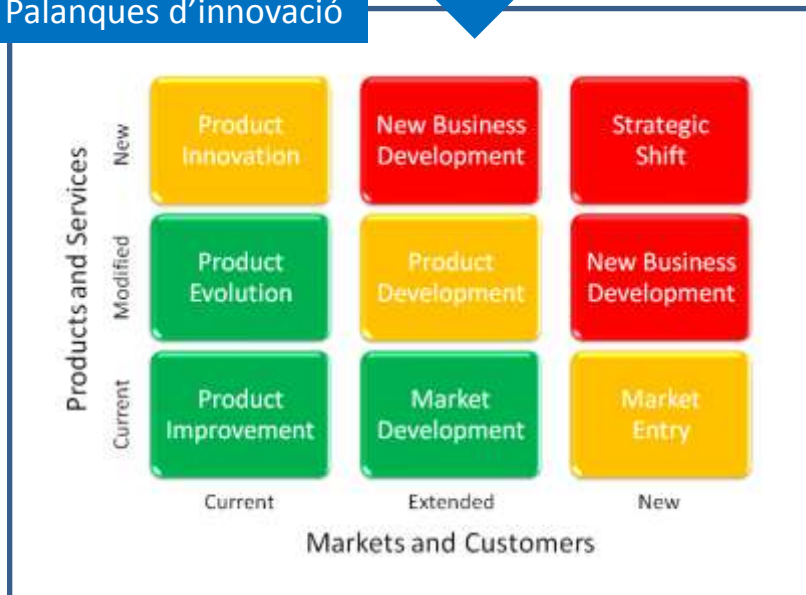 Palanques d’innovació
Products and Services
New
Product
Innovation
New Business
Development
Strategic
Shift
Modified
Product
Evolution
Product
Development
New Business
Development
Current
Product
Improvement
Market
Development
Market
Entry
Current
Extended
New
Markets and Customers